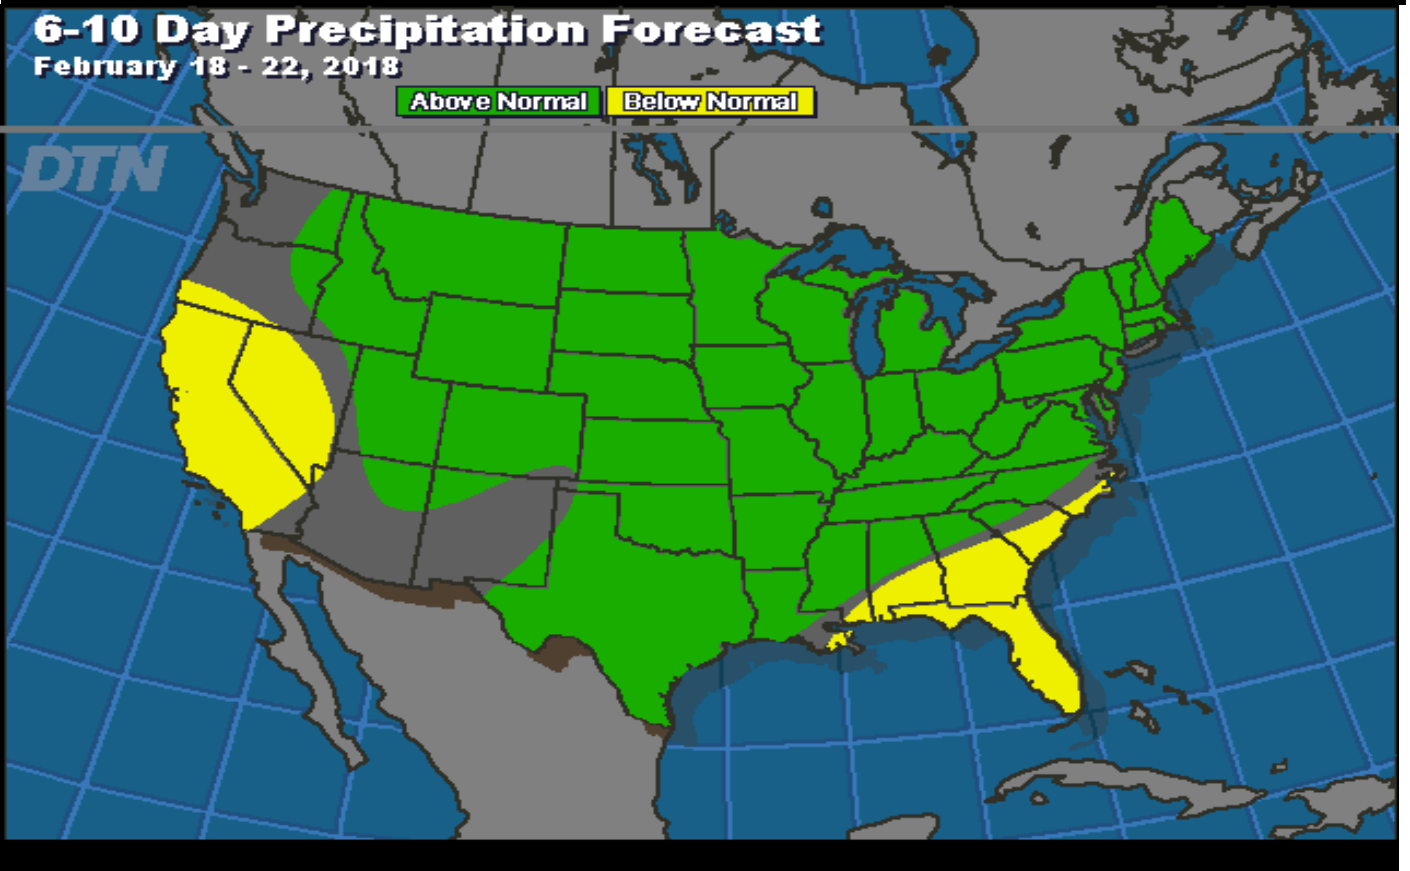 6-10 Day Precipitation Forecast
February 18 - 22, 2018
Above Normal Below Normal
DTN